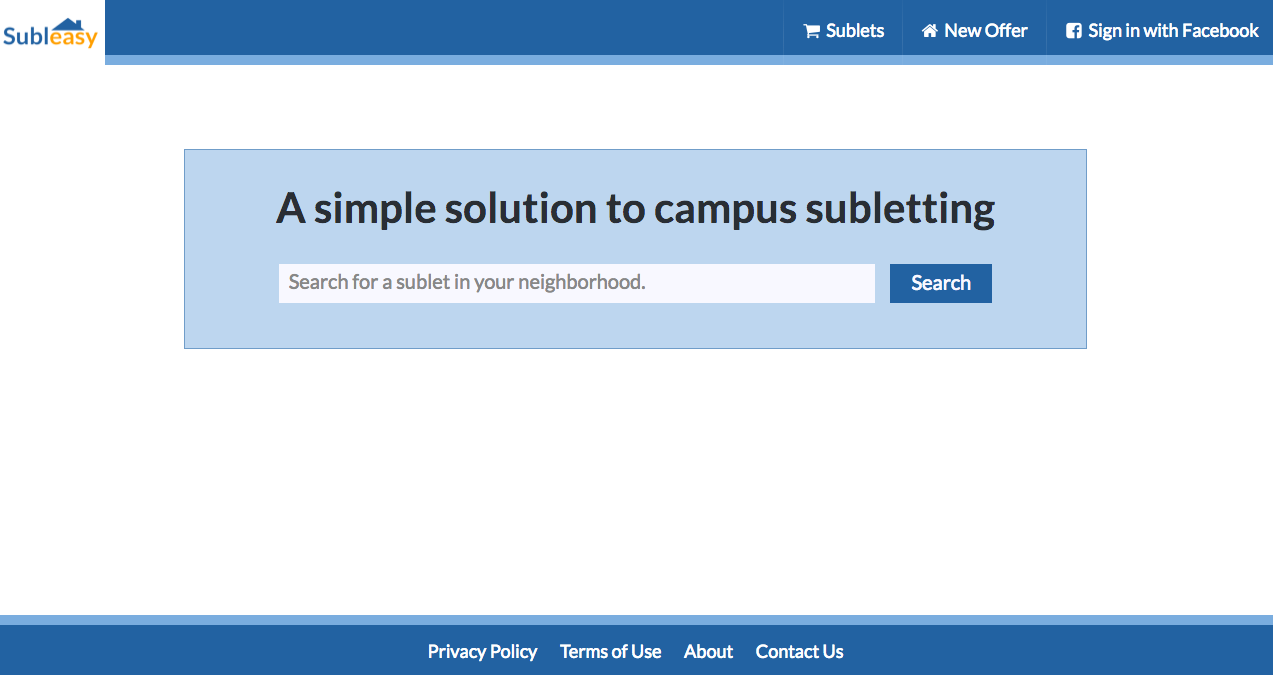 Subleasy
Sublets
New Offer
Sign in with Facebook
A simple solution to campus subletting
Search for a sublet in your neighborhood.
Search
Privacy Policy
Terms of Use
About
Contact Us